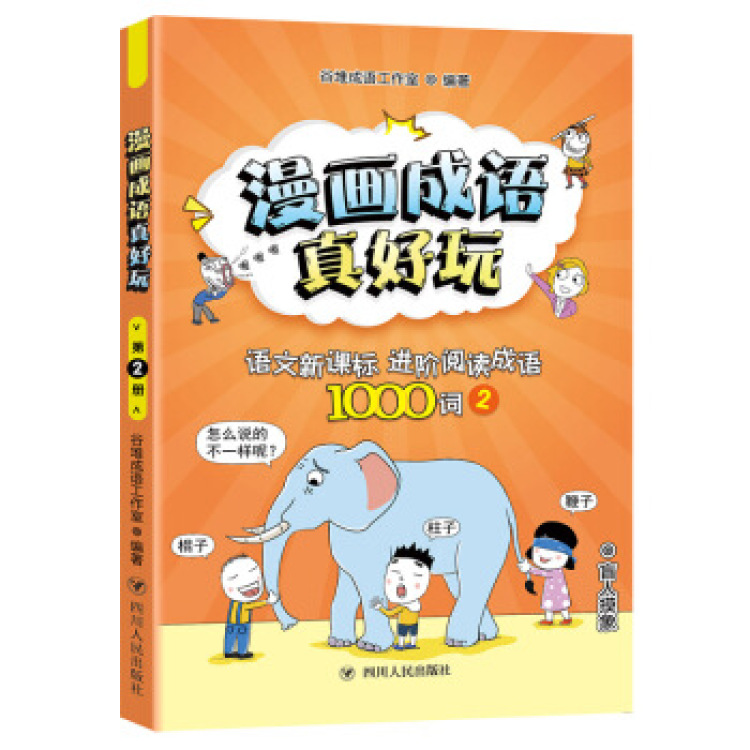 谷堆成语工作室 编著
漫画成语
真好玩
语文新课标 进阶阅读成语
1000词 2
怎么说的
不一样呢？
棍子
柱子
鞭子
盲人摸象
四川人民出版社
漫画成语真好玩
第2册
谷堆成语工作室 编著
四川人民出版社